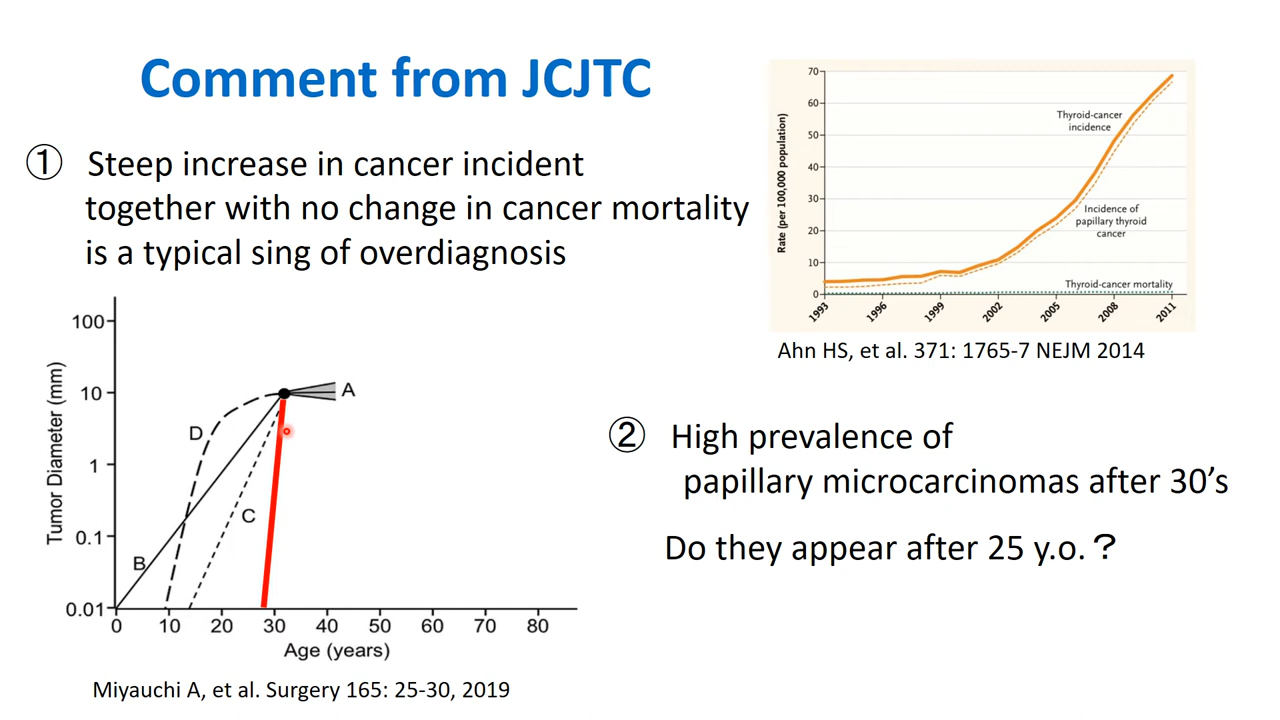 Comment from JCJTC
① Steep increase in cancer incident
together with no change in cancer mortality
is a typical sing of overdiagnosis
Rate (per 100,000 population)
70
60
50
40
30
20
10
0
Thyroid-cancer
incidence
Incidence of
papillary thyroid
cancer
Thyroid-cancer mortality
1993 1996 1999 2002 2005 2008 2011
Ahn HS, et al. 371: 1765-7 NEJM 2014
Tumor Diameter (mm)
100
10
1
0.1
0.01
A
D
C
B
0 10 20 30 40 50 60 70 80
Age (years)
Miyauchi A, et al. Surgery 165: 25-30, 2019
② High prevalence of
papillary microcarcinomas after 30’s
Do they appear after 25 y.o.？